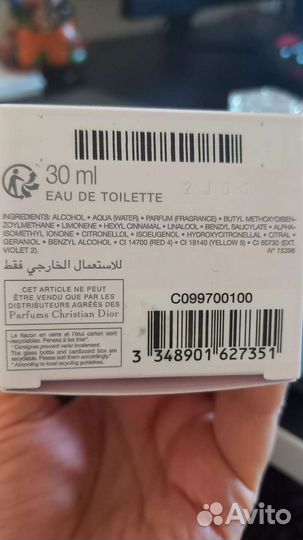 30 ml
EAU DE TOILETTE
INGREDIENTS: ALCOHOL • AQUA (WATER) • PARFUM (FRAGRANCE) • BUTYL METHOXYDIBEN-
ZOYLMETHANE • LIMONENE • HEXYL CINNAMAL • LINALOOL • BENZYL SALICYLATE • ALPHA-
ISOMETHYL IONONE • CITRONELLOL • ISOEUGENOL • HYDROXYCITRONELLAL • CITRAL •
GERANIOL • BENZYL ALCOHOL • CI 14700 (RED 4) • CI 19140 (YELLOW 5) • CI 60730 (EXT.
VIOLET 2).
N° 15396
للاستعمال الخارجي فقط
CET ARTICLE NE PEUT
ÊTRE VENDU QUE PAR LES
DISTRIBUTEURS AGRÉÉS DES
Parfums Christian Dior
Le flacon en verre et l'étui carton sont
recyclables. Pensez à les trier*.
* Consignes pouvant varier localement.
The glass bottle and cardboard box are
recyclable. Please sort them accordingly.*
* According to local recycling guidelines.
C099700100
3 348901 627351
Avito